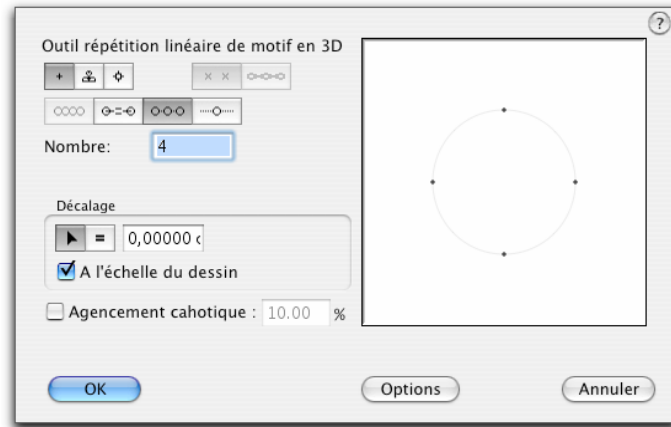 ?
Outil répétition linéaire de motif en 3D
Nombre: 4
Décalage
= 0,00000 c
A l'échelle du dessin
Agencement cahotique : 10.00 %
OK Options Annuler